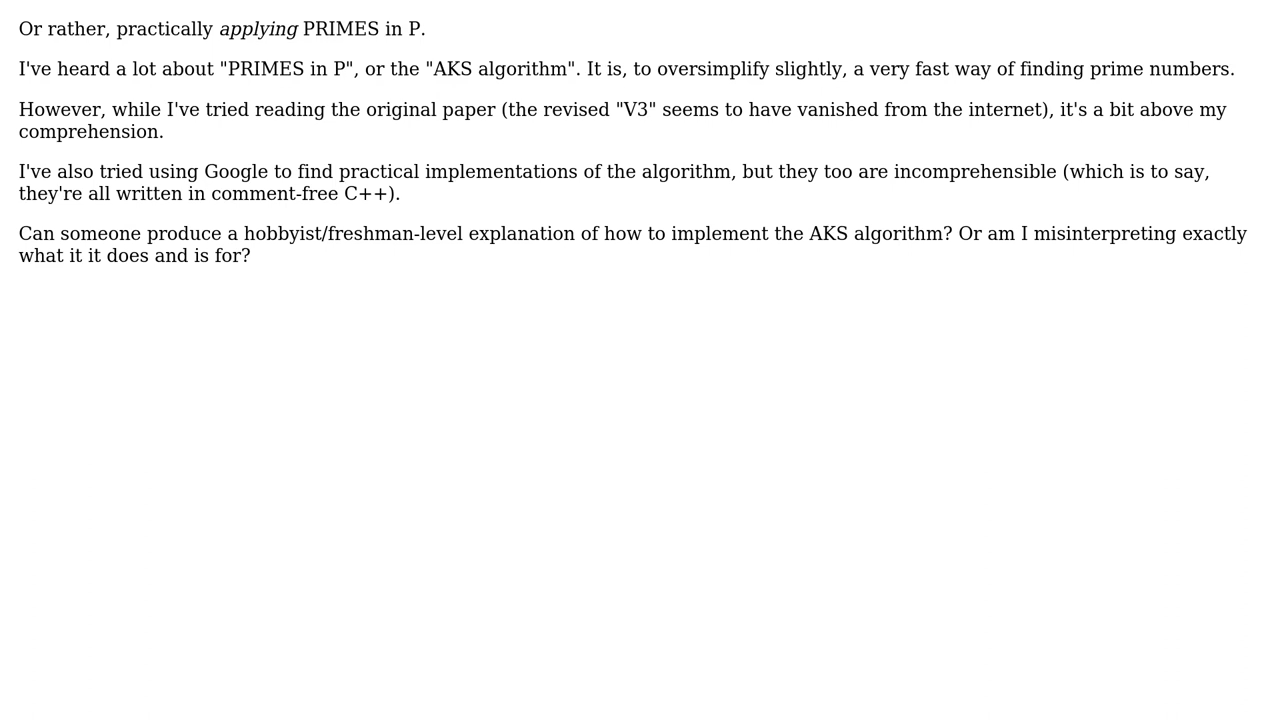 Or rather, practically applying PRIMES in P.
I've heard a lot about "PRIMES in P", or the "AKS algorithm". It is, to oversimplify slightly, a very fast way of finding prime numbers.
However, while I've tried reading the original paper (the revised "V3" seems to have vanished from the internet), it's a bit above my
comprehension.
I've also tried using Google to find practical implementations of the algorithm, but they too are incomprehensible (which is to say,
they're all written in comment-free C++).
Can someone produce a hobbyist/freshman-level explanation of how to implement the AKS algorithm? Or am I misinterpreting exactly
what it it does and is for?